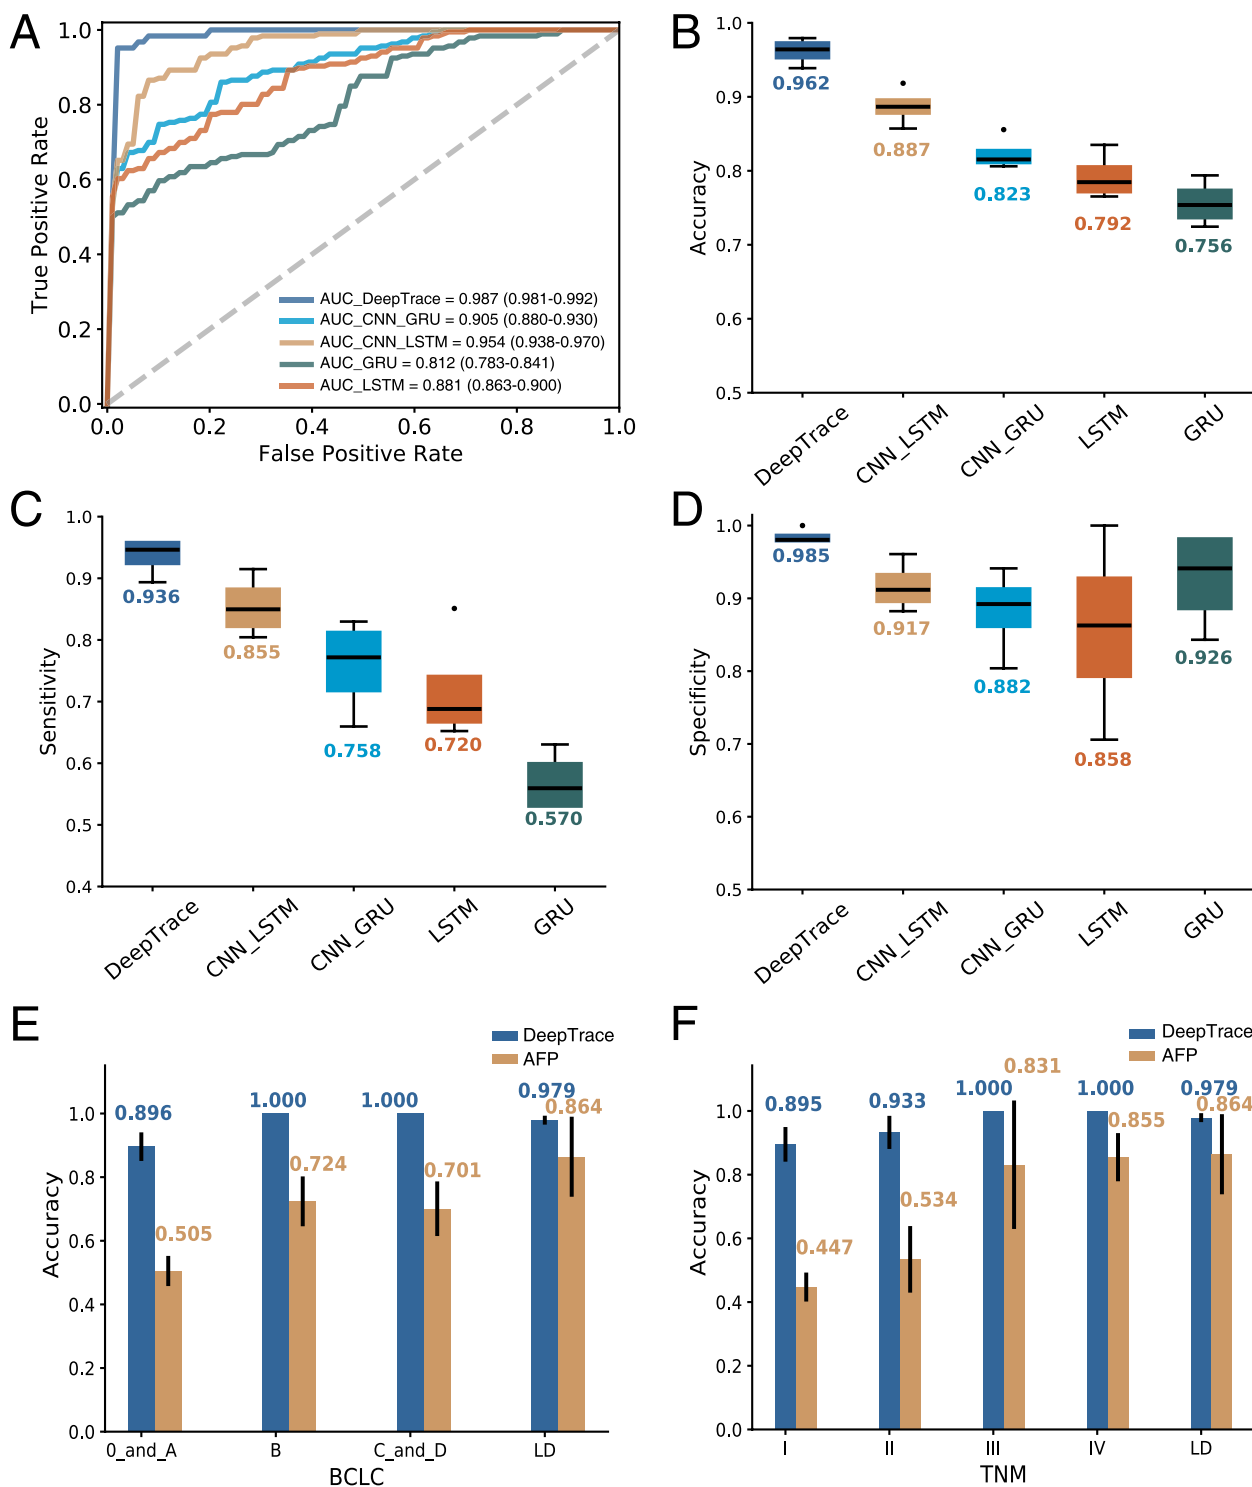 A
True Positive Rate
1.0
0.8
0.6
0.4
0.2
0.0
0.0
0.2
0.4
0.6
0.8
1.0
False Positive Rate
AUC_DeepTrace = 0.987 (0.981-0.992)
AUC_CNN_GRU = 0.905 (0.880-0.930)
AUC_CNN_LSTM = 0.954 (0.938-0.970)
AUC_GRU = 0.812 (0.783-0.841)
AUC_LSTM = 0.881 (0.863-0.900)
B
Accuracy
1.0
0.9
0.8
0.7
0.6
0.5
0.962
0.887
0.823
0.792
0.756
DeepTrace
CNN_LSTM
CNN_GRU
LSTM
GRU
C
Sensitivity
1.0
0.9
0.8
0.7
0.6
0.5
0.4
0.936
0.855
0.758
0.720
0.570
DeepTrace
CNN_LSTM
CNN_GRU
LSTM
GRU
D
Specificity
1.0
0.9
0.8
0.7
0.6
0.5
0.985
0.917
0.882
0.858
0.926
DeepTrace
CNN_LSTM
CNN_GRU
LSTM
GRU
E
DeepTrace
AFP
Accuracy
1.0
0.8
0.6
0.4
0.2
0.0
0.896
0.505
1.000
0.724
1.000
0.701
0.979
0.864
0_and_A
B
C_and_D
LD
BCLC
F
DeepTrace
AFP
Accuracy
1.0
0.8
0.6
0.4
0.2
0.0
0.895
0.447
0.933
0.534
1.000
0.831
1.000
0.855
0.979
0.864
I
II
III
IV
LD
TNM